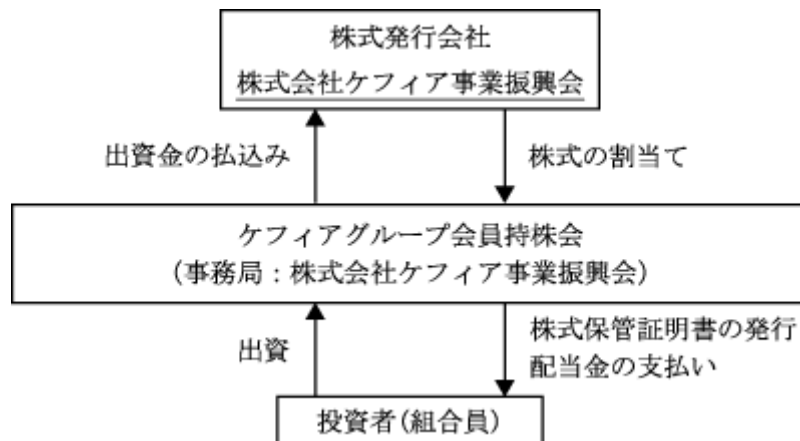 株式発行会社
株式会社ケフィア事業振興会
出資金の払込み
株式の割当て
ケフィアグループ会員持株会
(事務局:株式会社ケフィア事業振興会)
出資
株式保管証明書の発行
配当金の支払い
投資者(組合員)